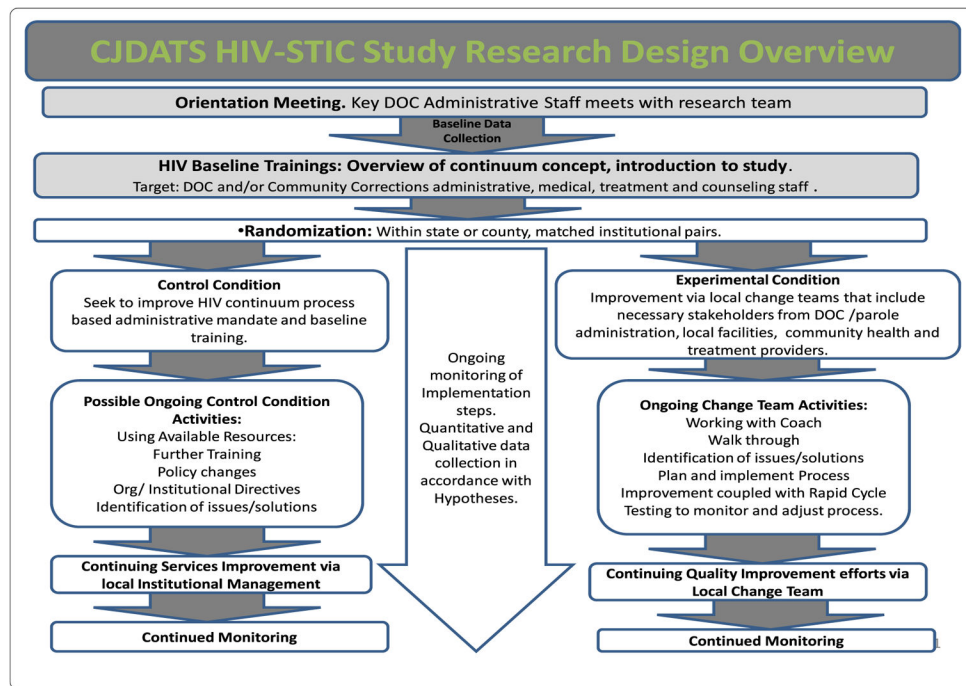 CJDATS HIV-STIC Study Research Design Overview
Orientation Meeting. Key DOC Administrative Staff meets with research team
Baseline Data
Collection
HIV Baseline Trainings: Overview of continuum concept, introduction to study.
Target: DOC and/or Community Corrections administrative, medical, treatment and counseling staff .
•Randomization: Within state or county, matched institutional pairs.
Control Condition
Seek to improve HIV continuum process
based administrative mandate and baseline
training.
Possible Ongoing Control Condition
Activities:
Using Available Resources:
Further Training
Policy changes
Org/ Institutional Directives
Identification of issues/solutions
Continuing Services Improvement via
local Institutional Management
Continued Monitoring
Ongoing
monitoring of
Implementation
steps.
Quantitative and
Qualitative data
collection in
accordance with
Hypotheses.
Experimental Condition
Improvement via local change teams that include
necessary stakeholders from DOC /parole
administration, local facilities, community health and
treatment providers.
Ongoing Change Team Activities:
Working with Coach
Walk through
Identification of issues/solutions
Plan and implement Process
Improvement coupled with Rapid Cycle
Testing to monitor and adjust process.
Continuing Quality Improvement efforts via
Local Change Team
Continued Monitoring
1